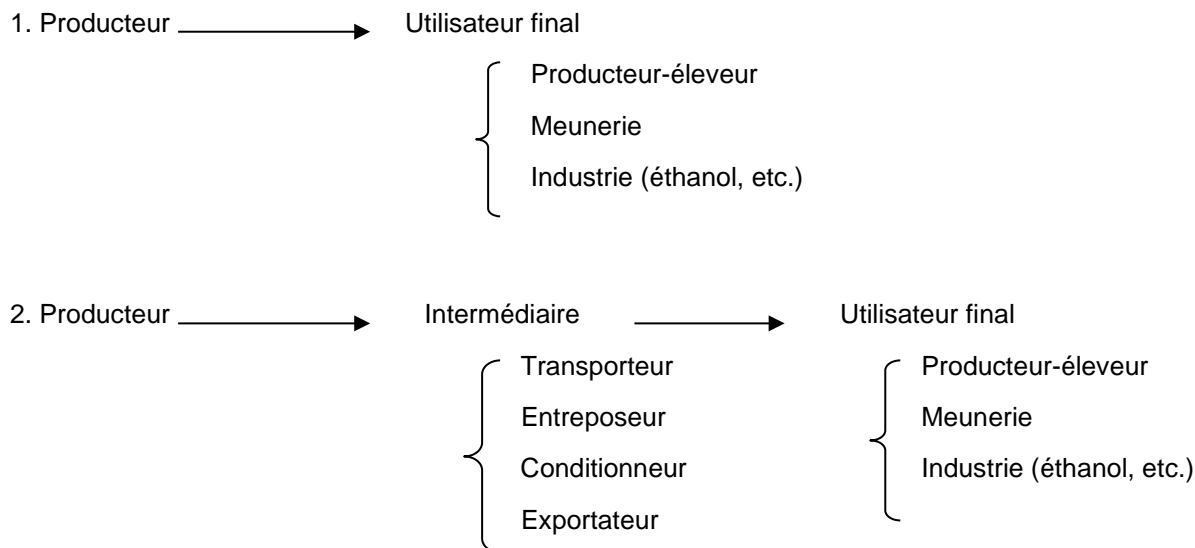 1. Producteur Utilisateur final
Producteur-éleveur
Meunerie
Industrie (éthanol, etc.)
2. Producteur Intermédiaire Utilisateur final
Transporteur Producteur-éleveur
Entreposeur Meunerie
Conditionneur Industrie (éthanol, etc.)
Exportateur